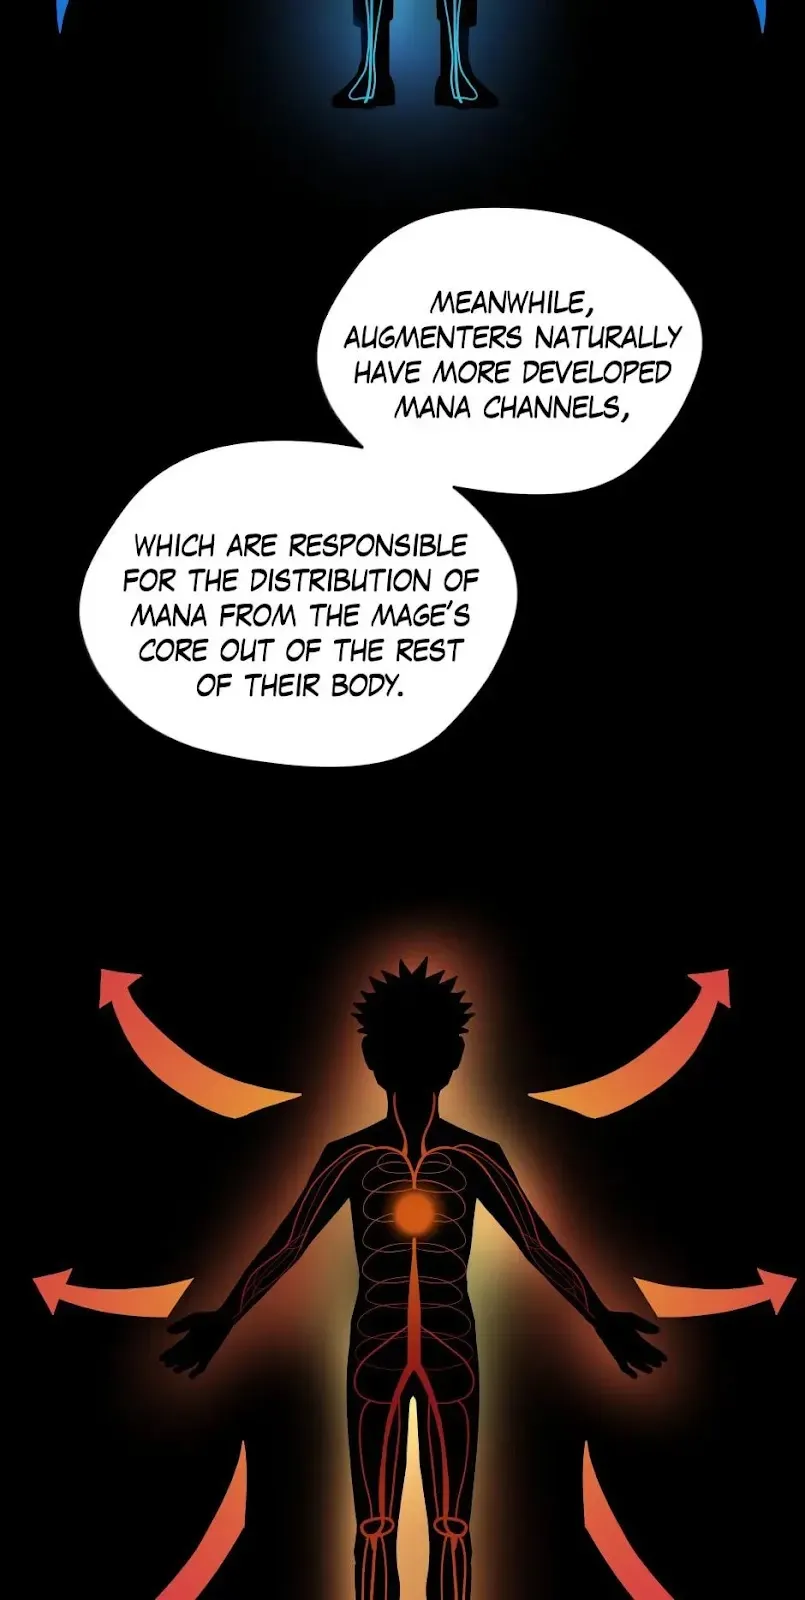 MEANWHILE,
AUGMENTERS NATURALLY
HAVE MORE DEVELOPED
MANA CHANNELS,
WHICH ARE RESPONSIBLE
FOR THE DISTRIBUTION OF
MANA FROM THE MAGE'S
CORE OUT OF THE REST
OF THEIR BODY.